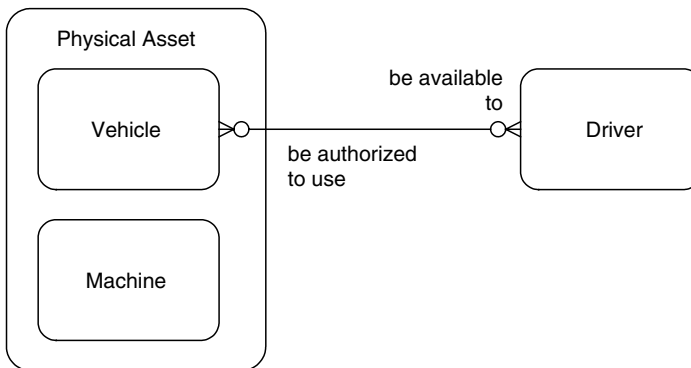 Physical Asset
Vehicle
be available
to
Driver
be authorized
to use
Machine